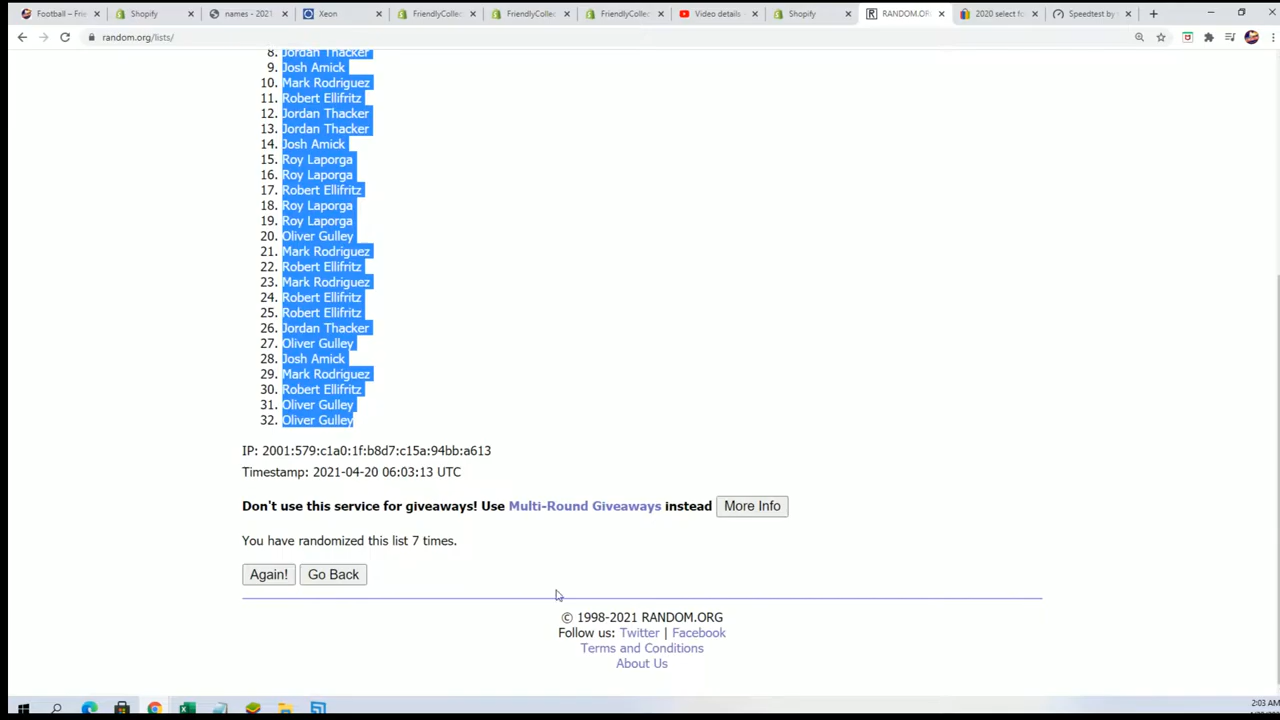 Football – Frie
Shopify
names - 2021
Xeon
FriendlyCollec
FriendlyCollec
FriendlyCollec
Video details
Shopify
RANDOM.OR
2020 select fo
Speedtest by
random.org/lists/
8. Jordan Thacker
9. Josh Amick
10. Mark Rodriguez
11. Robert Ellifritz
12. Jordan Thacker
13. Jordan Thacker
14. Josh Amick
15. Roy Laporga
16. Roy Laporga
17. Robert Ellifritz
18. Roy Laporga
19. Roy Laporga
20. Oliver Gulley
21. Mark Rodriguez
22. Robert Ellifritz
23. Mark Rodriguez
24. Robert Ellifritz
25. Robert Ellifritz
26. Jordan Thacker
27. Oliver Gulley
28. Josh Amick
29. Mark Rodriguez
30. Robert Ellifritz
31. Oliver Gulley
32. Oliver Gulley
IP: 2001:579:c1a0:1f:b8d7:c15a:94bb:a613
Timestamp: 2021-04-20 06:03:13 UTC
Don't use this service for giveaways! Use Multi-Round Giveaways instead More Info
You have randomized this list 7 times.
Again! Go Back
© 1998-2021 RANDOM.ORG
Follow us: Twitter | Facebook
Terms and Conditions
About Us
2:03 AM